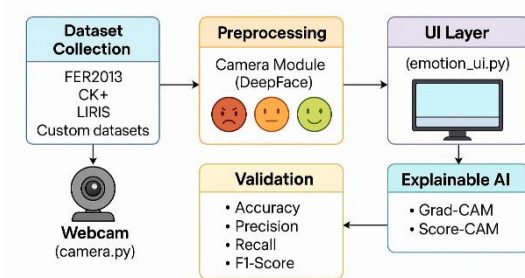 Dataset
Collection
FER2013
CK+
LIRIS
Custom datasets
Webcam
(camera.py)
Preprocessing
Camera Module
(DeepFace)
UI Layer
(emotion_ui.py)
Explainable AI
• Grad-CAM
• Score-CAM
Validation
• Accuracy
• Precision
• Recall
• F1-Score